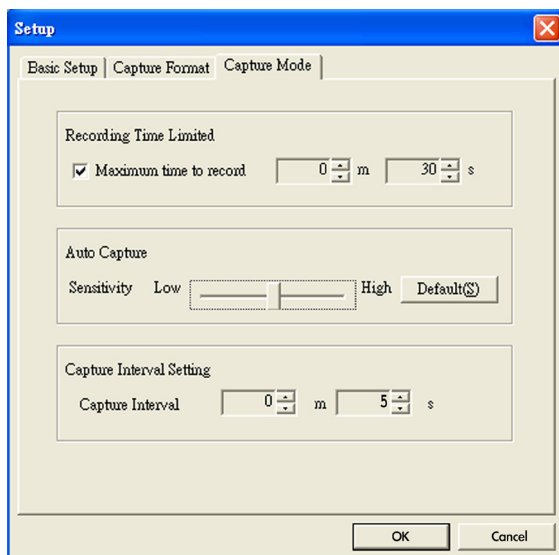 Setup
Basic Setup Capture Format Capture Mode
Recording Time Limited
Maximum time to record 0 m 30 s
Auto Capture
Sensitivity Low High Default(S)
Capture Interval Setting
Capture Interval 0 m 5 s
OK Cancel